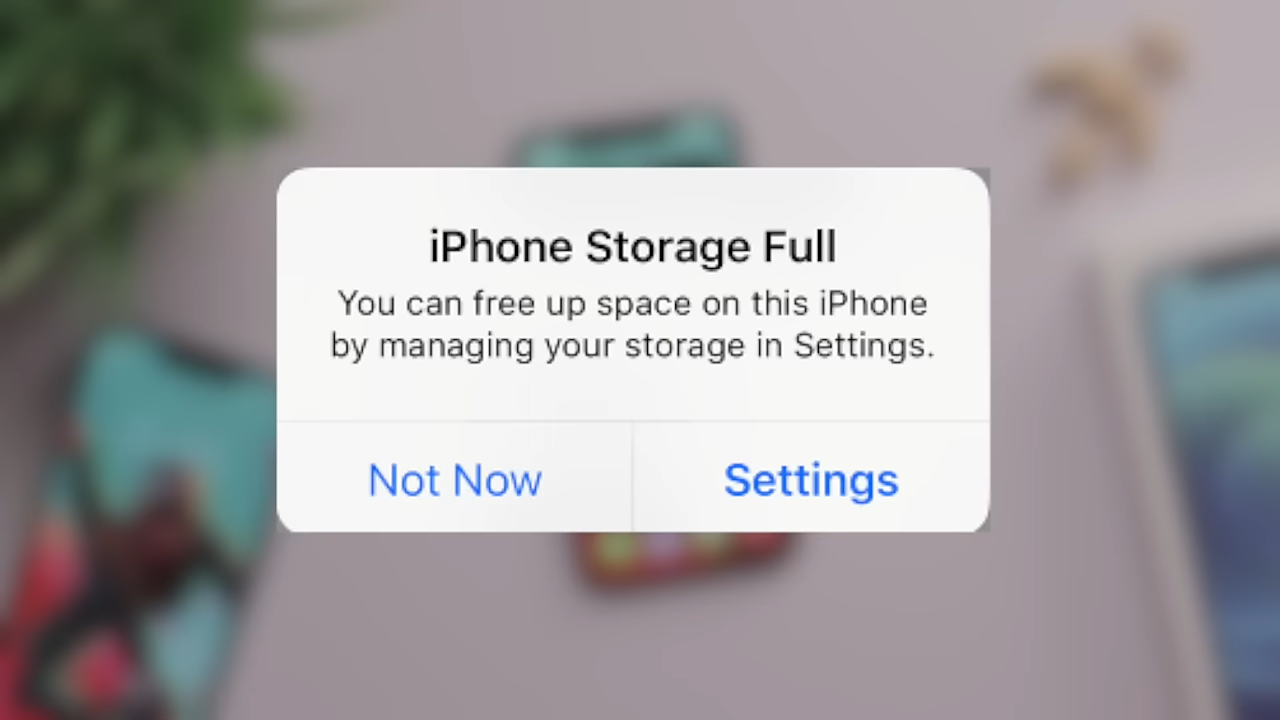 iPhone Storage Full
You can free up space on this iPhone
by managing your storage in Settings.
Not Now
Settings